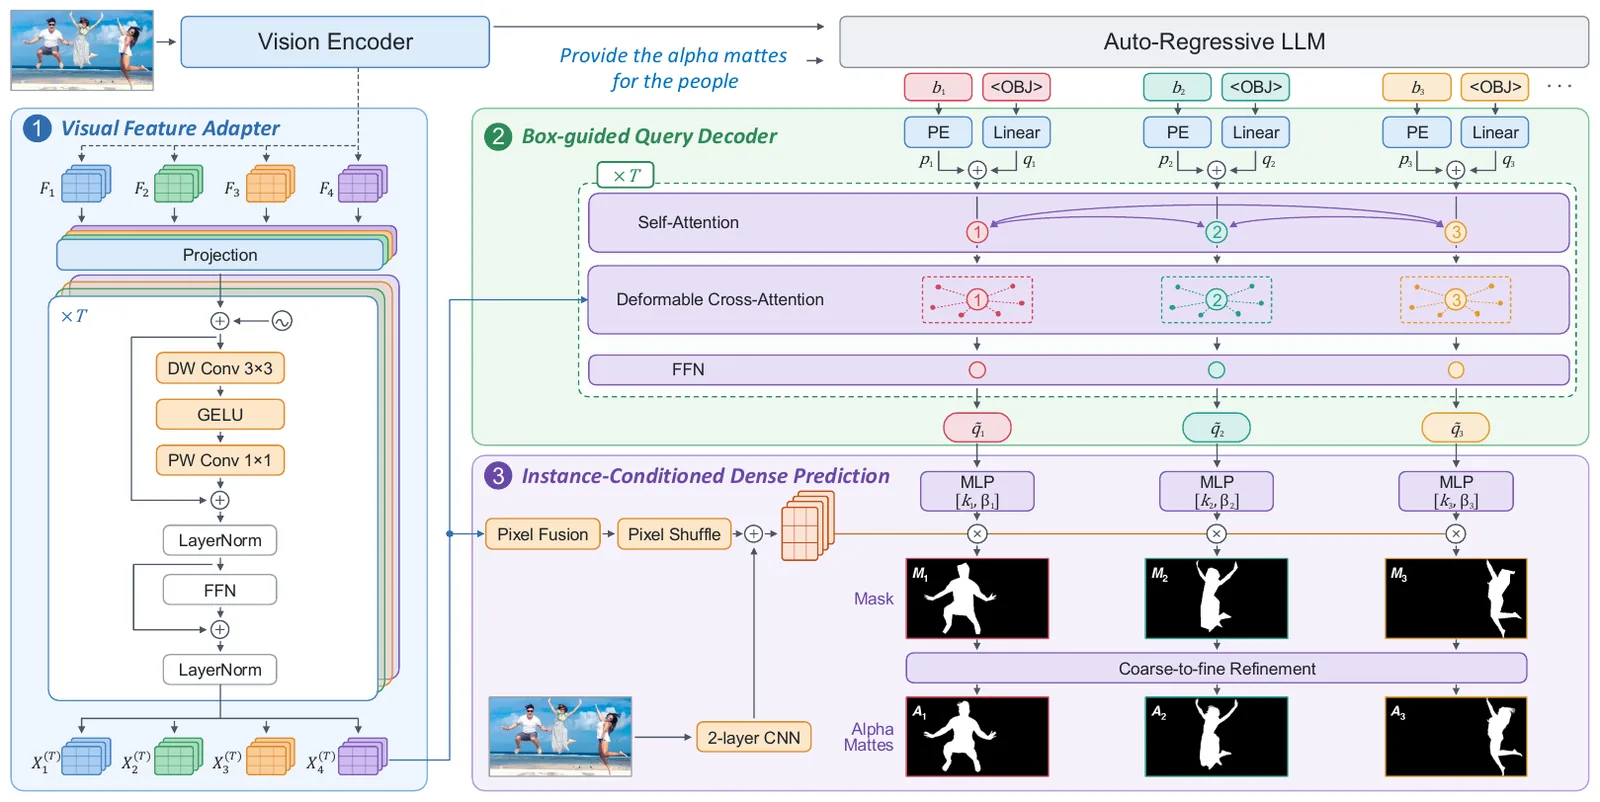 Vision Encoder
Provide the alpha mattes
for the people
Auto-Regressive LLM
b₁ <OBJ> b₂ <OBJ> b₃ <OBJ> ...
1 Visual Feature Adapter
F₁ F₂ F₃ F₄
Projection
×T
DW Conv 3×3
GELU
PW Conv 1×1
LayerNorm
FFN
LayerNorm
X₁⁽ᵀ⁾ X₂⁽ᵀ⁾ X₃⁽ᵀ⁾ X₄⁽ᵀ⁾
2 Box-guided Query Decoder
PE Linear PE Linear PE Linear
p₁ q₁ p₂ q₂ p₃ q₃
×T
Self-Attention
1 2 3
Deformable Cross-Attention
1 2 3
FFN
q̃₁ q̃₂ q̃₃
3 Instance-Conditioned Dense Prediction
MLP MLP MLP
[k₁, β₁] [k₂, β₂] [k₃, β₃]
Pixel Fusion Pixel Shuffle
Mask
M₁ M₂ M₃
Coarse-to-fine Refinement
2-layer CNN
Alpha
Mattes
A₁ A₂ A₃